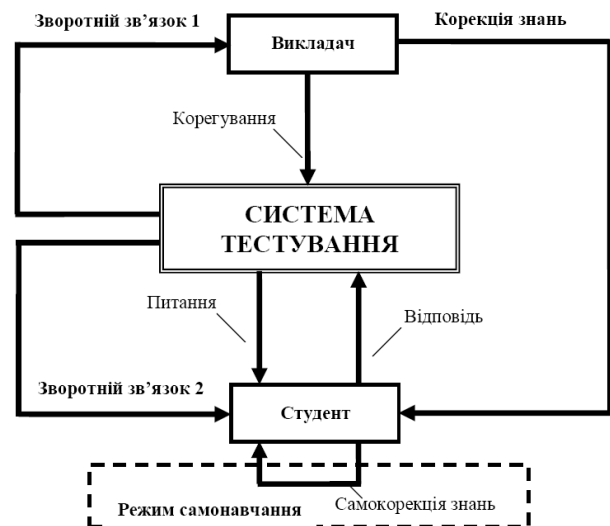 Зворотній зв'язок 1
Корекція знань
Викладач
Корегування
СИСТЕМА
ТЕСТУВАННЯ
Питання
Відповідь
Зворотній зв'язок 2
Студент
Самокорекція знань
Режим самонавчання